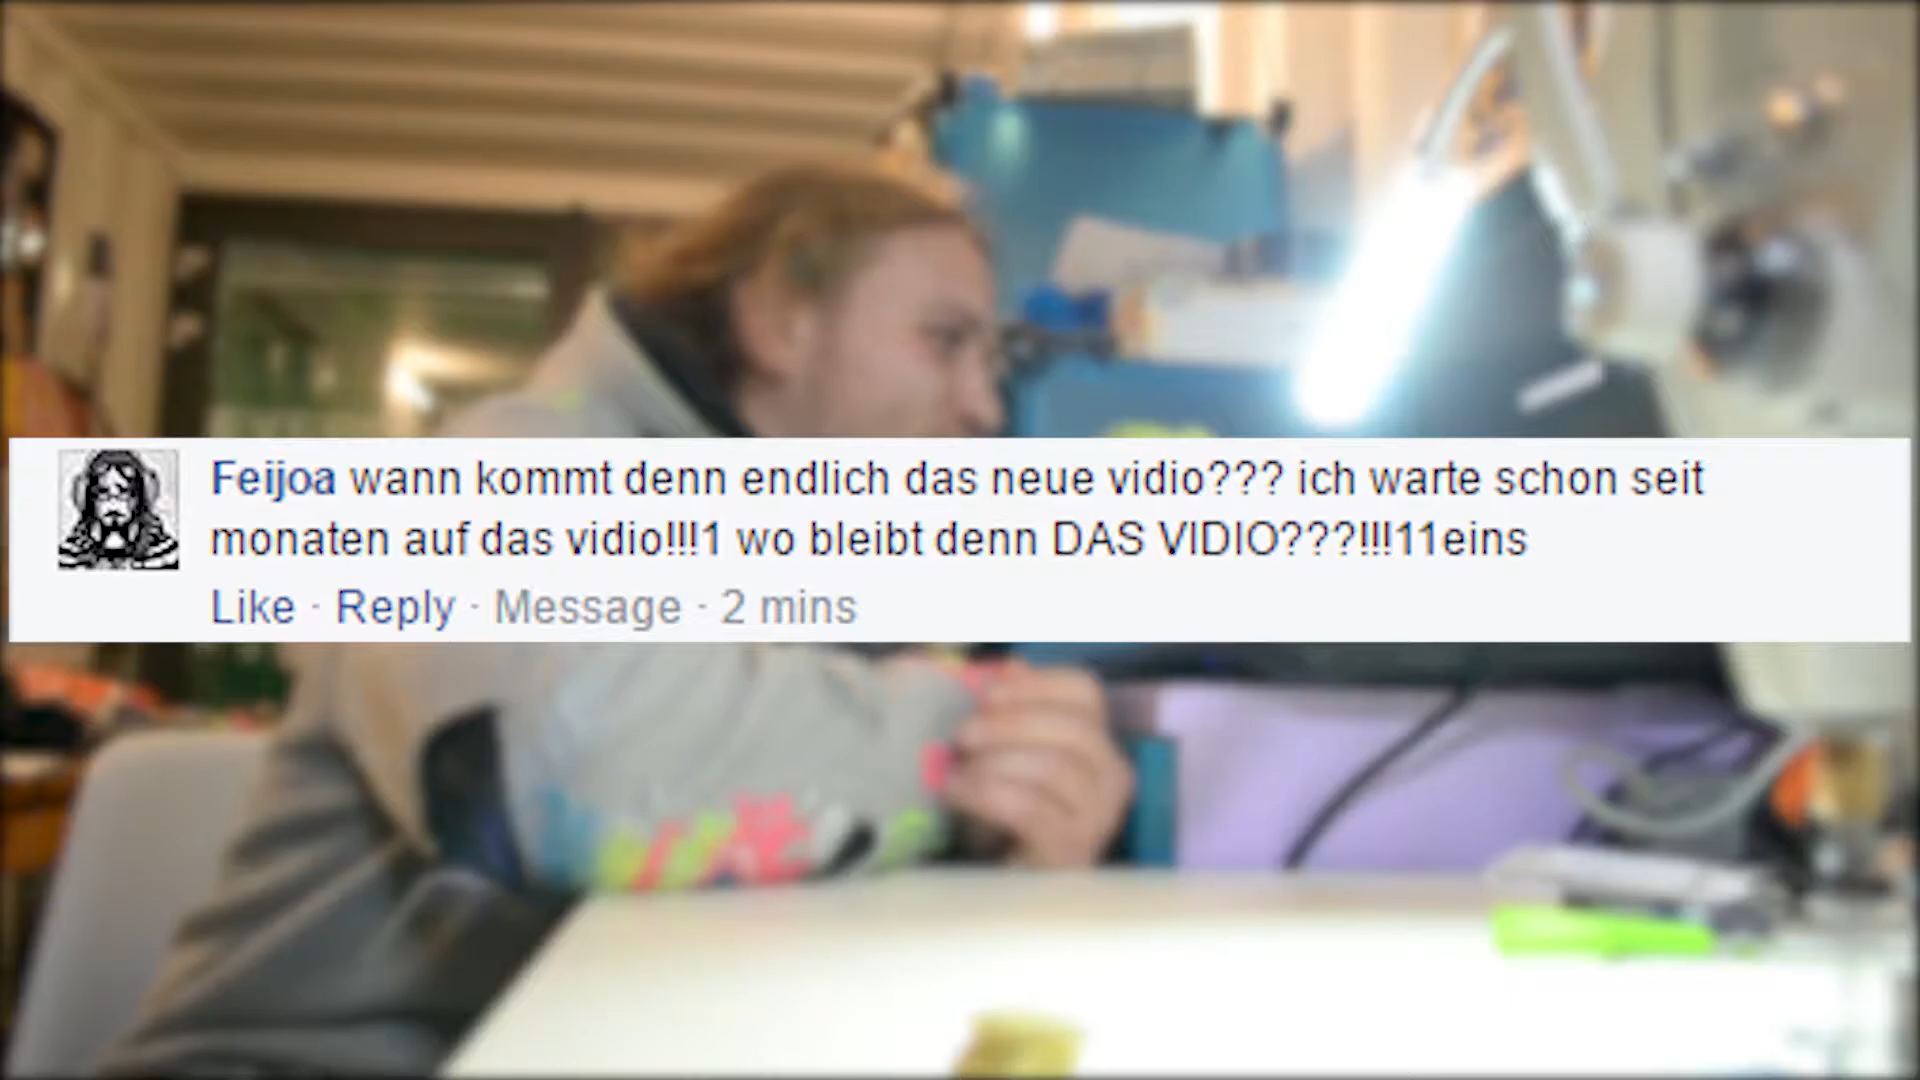 Feijoa wann kommt denn endlich das neue vidio??? ich warte schon seit
monaten auf das vidio!!!1 wo bleibt denn DAS VIDIO???!!!11eins
Like · Reply · Message · 2 mins